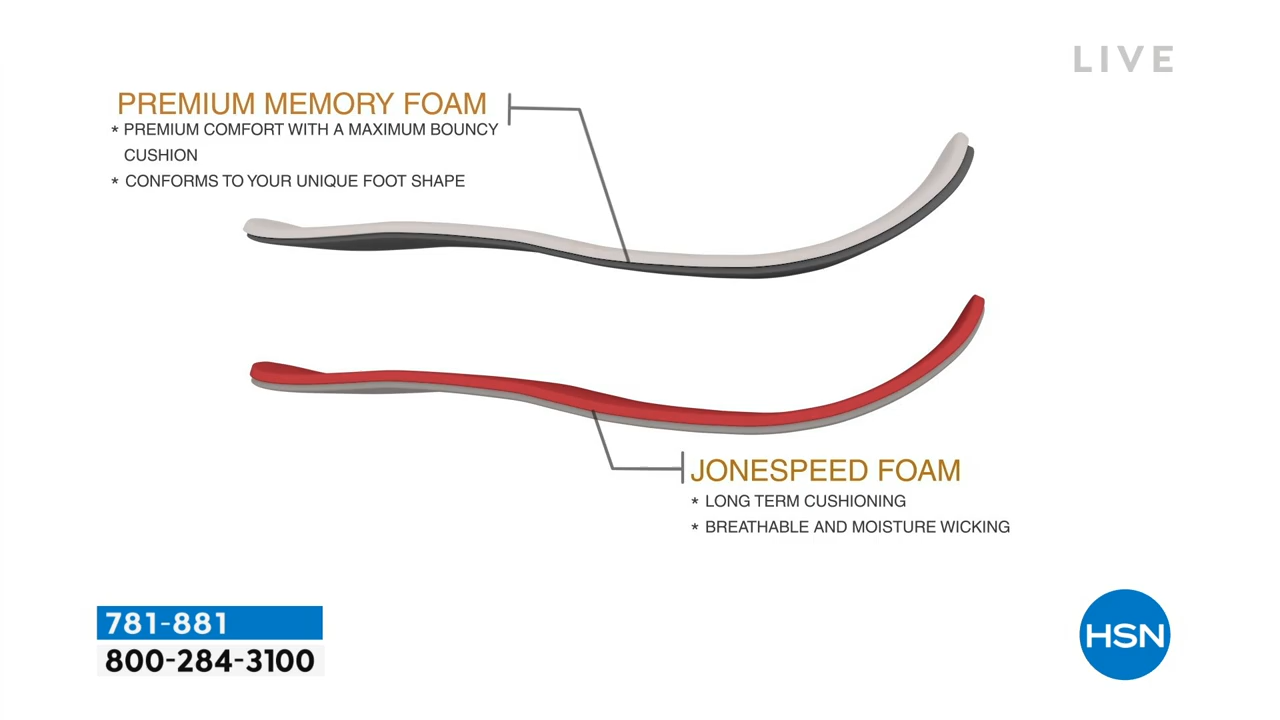 LIVE
PREMIUM MEMORY FOAM
* PREMIUM COMFORT WITH A MAXIMUM BOUNCY
CUSHION
* CONFORMS TO YOUR UNIQUE FOOT SHAPE
JONESPEED FOAM
* LONG TERM CUSHIONING
* BREATHABLE AND MOISTURE WICKING
781-881
800-284-3100
HSN